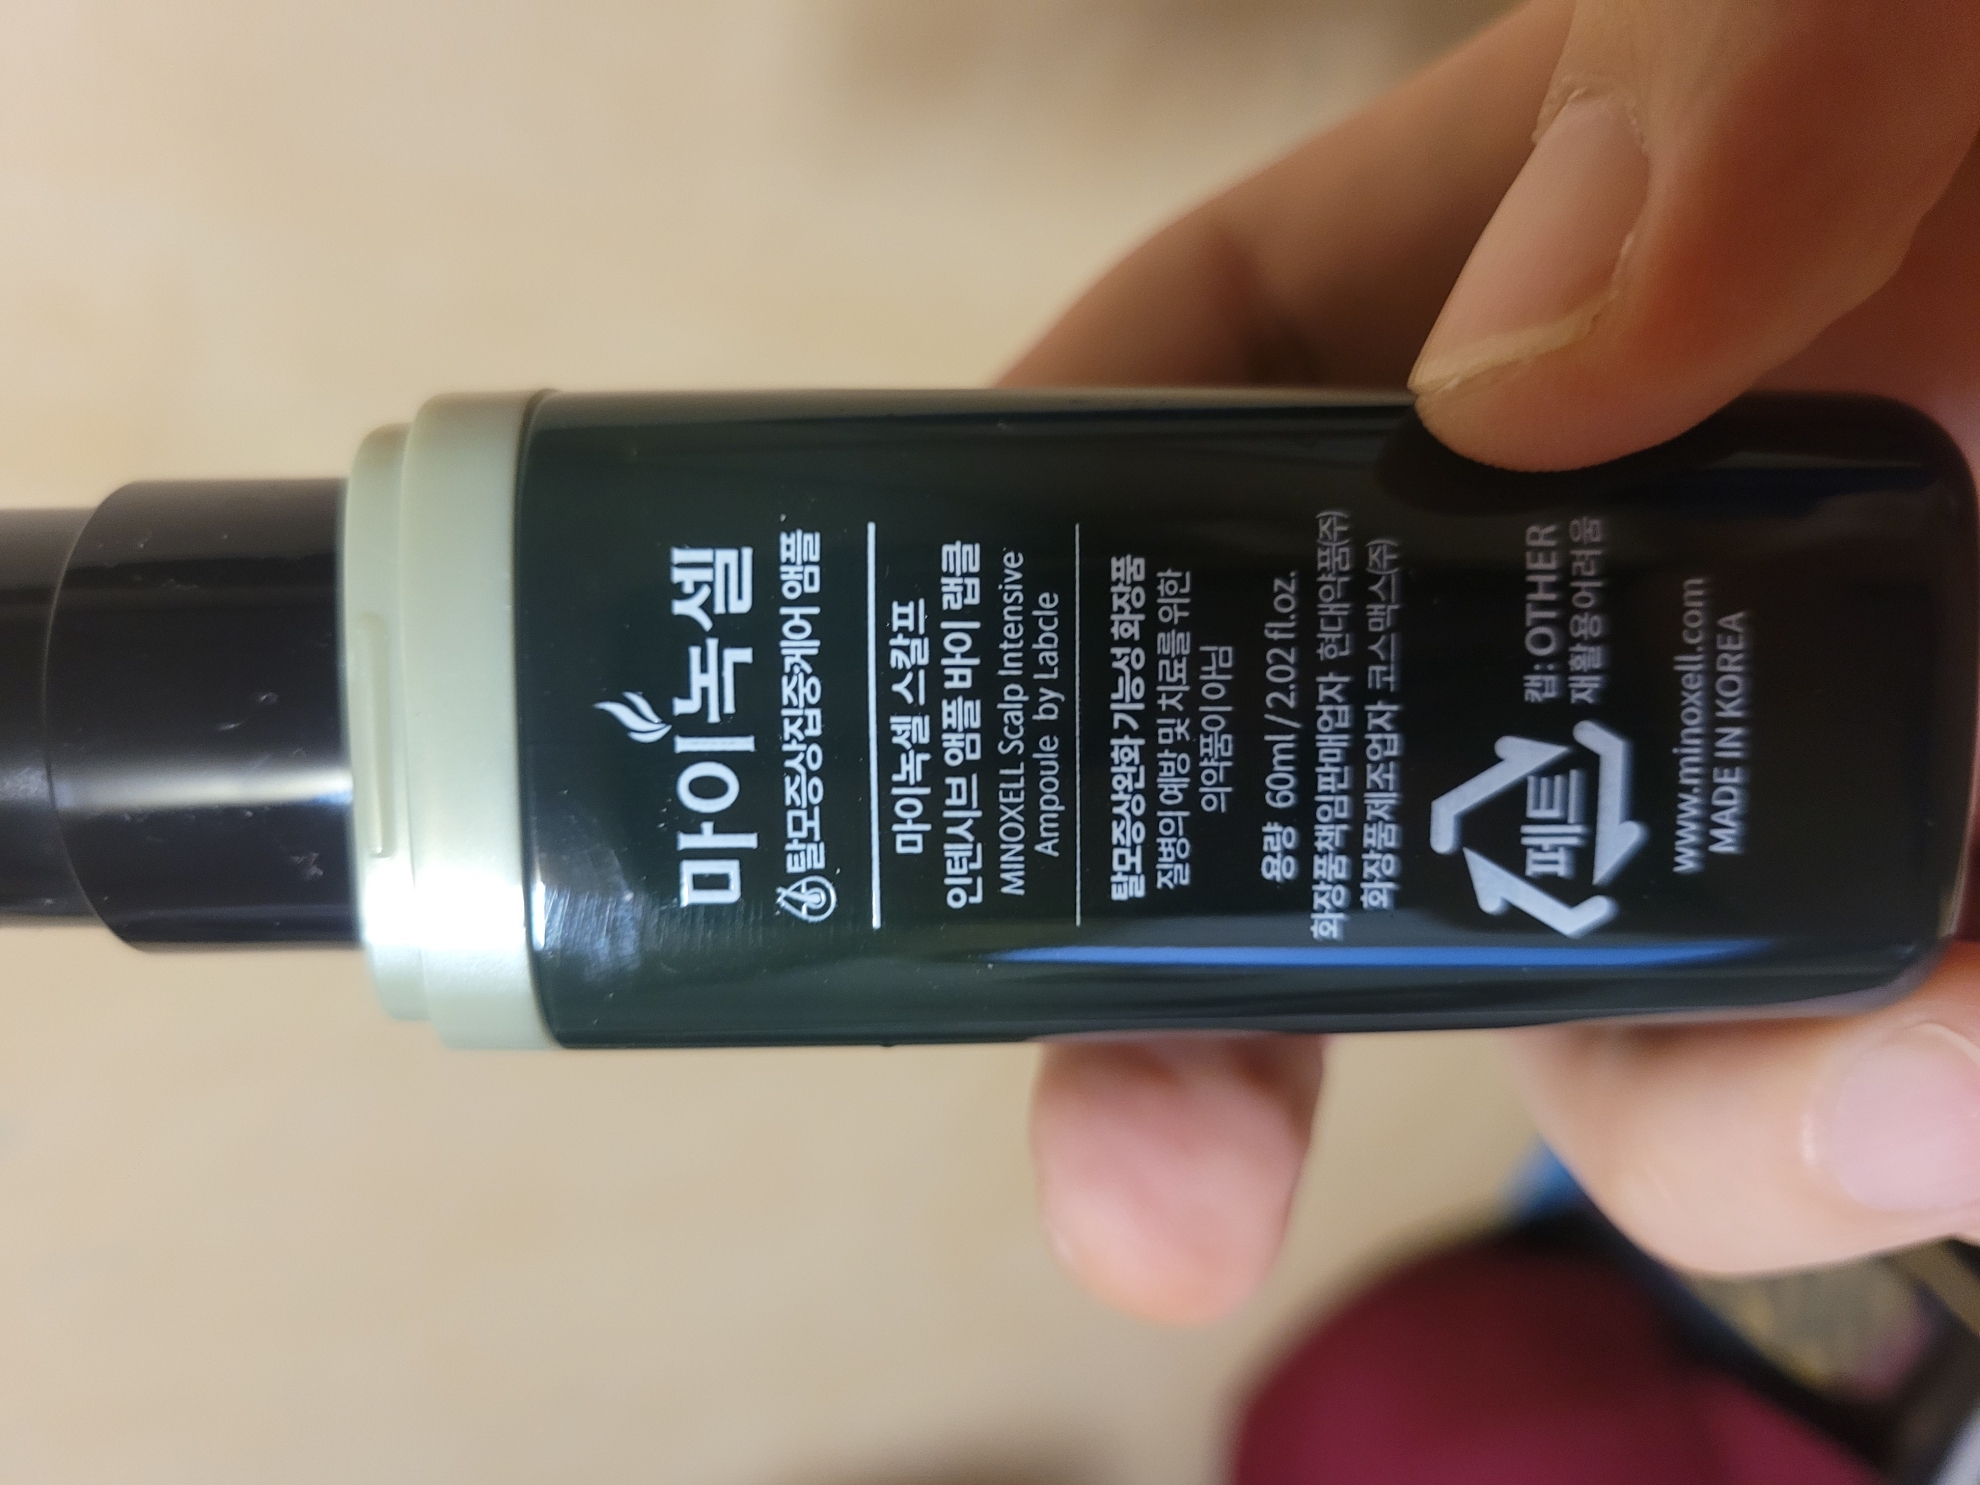 마이녹셀
탈모증상집중케어 앰플
마이녹셀 스칼프
인텐시브 앰플 바이 랩클
MINOXELL Scalp Intensive
Ampoule by Labcle
탈모증상완화 기능성 화장품
질병의 예방 및 치료를 위한
의약품이 아님
용량 60ml / 2.02 fl.oz.
화장품책임판매업자 현대약품(주)
화장품제조업자 코스맥스(주)
페트
캡: OTHER
재활용어려움
www.minoxell.com
MADE IN KOREA